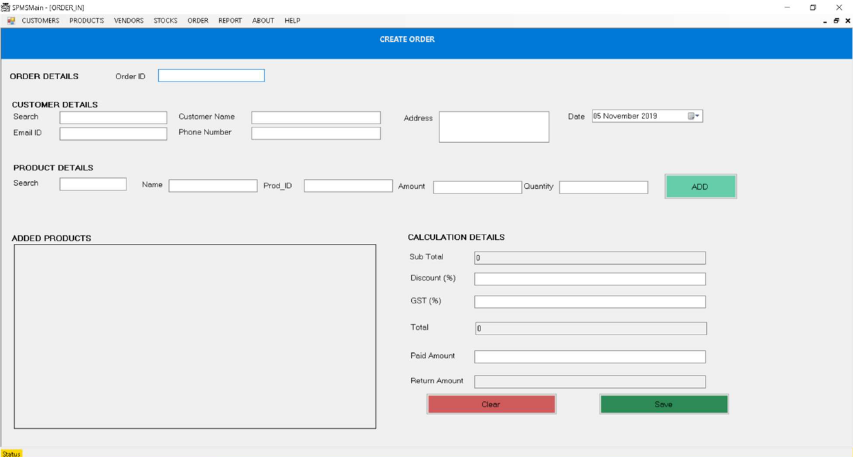 SPMSMain - [ORDER_IN]
CUSTOMERS PRODUCTS VENDORS STOCKS ORDER REPORT ABOUT HELP
CREATE ORDER
ORDER DETAILS Order ID
CUSTOMER DETAILS
Search Customer Name Address Date 05 November 2019
Email ID Phone Number
PRODUCT DETAILS
Search Name Prod_ID Amount Quantity ADD
ADDED PRODUCTS CALCULATION DETAILS
Sub Total 0
Discount (%)
GST (%)
Total 0
Paid Amount
Return Amount
Clear Save
Status